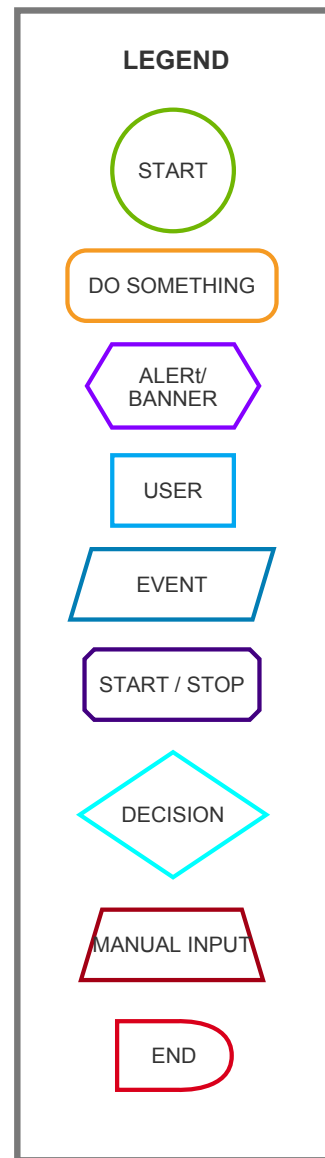 LEGEND
START
DO SOMETHING
ALERt/
BANNER
USER
EVENT
START / STOP
DECISION
MANUAL INPUT
END